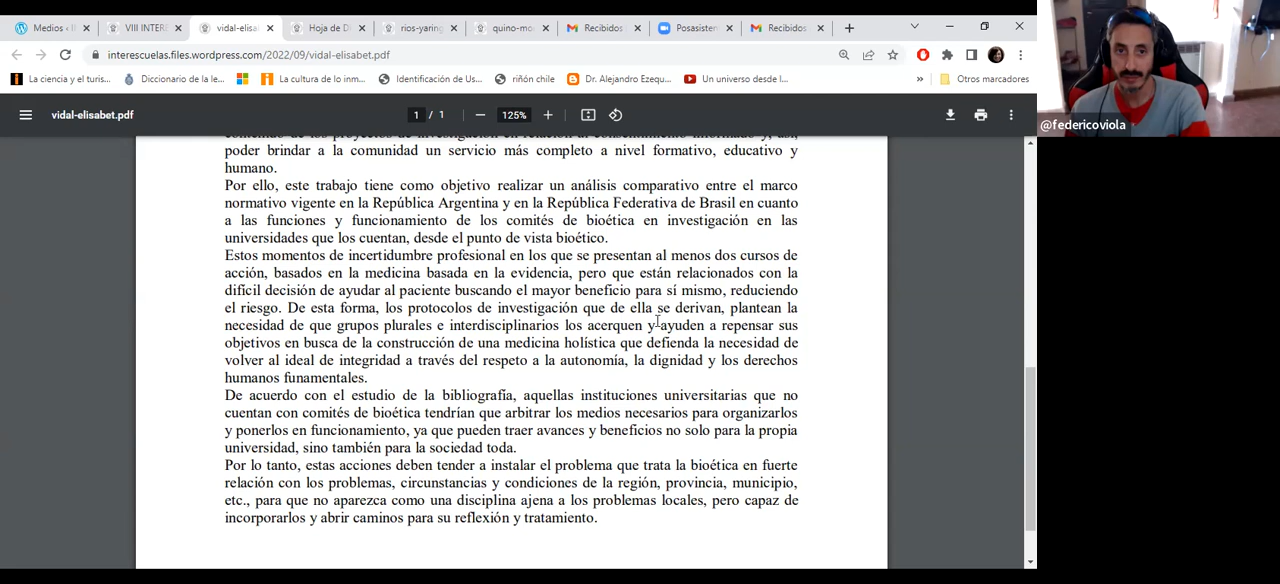 Medios ‹ II
VIII INTERE
vidal-elisa
Hoja de D
rios-yaring
quino-mo
Recibidos
Posasisten
Recibidos
interescuelas.files.wordpress.com/2022/09/vidal-elisabet.pdf
La ciencia y el turis...
Diccionario de la le...
La cultura de lo inm...
Identificación de Us...
riñón chile
Dr. Alejandro Ezequ...
Un universo desde l...
»
Otros marcadores
vidal-elisabet.pdf
1 / 1
125%
@federicoviola
contenido de los proyectos de investigación en relación al consentimiento informado y, así,
poder brindar a la comunidad un servicio más completo a nivel formativo, educativo y
humano.
Por ello, este trabajo tiene como objetivo realizar un análisis comparativo entre el marco
normativo vigente en la República Argentina y en la República Federativa de Brasil en cuanto
a las funciones y funcionamiento de los comités de bioética en investigación en las
universidades que los cuentan, desde el punto de vista bioético.
Estos momentos de incertidumbre profesional en los que se presentan al menos dos cursos de
acción, basados en la medicina basada en la evidencia, pero que están relacionados con la
difícil decisión de ayudar al paciente buscando el mayor beneficio para sí mismo, reduciendo
el riesgo. De esta forma, los protocolos de investigación que de ella se derivan, plantean la
necesidad de que grupos plurales e interdisciplinarios los acerquen y ayuden a repensar sus
objetivos en busca de la construcción de una medicina holística que defienda la necesidad de
volver al ideal de integridad a través del respeto a la autonomía, la dignidad y los derechos
humanos funamentales.
De acuerdo con el estudio de la bibliografía, aquellas instituciones universitarias que no
cuentan con comités de bioética tendrían que arbitrar los medios necesarios para organizarlos
y ponerlos en funcionamiento, ya que pueden traer avances y beneficios no solo para la propia
universidad, sino también para la sociedad toda.
Por lo tanto, estas acciones deben tender a instalar el problema que trata la bioética en fuerte
relación con los problemas, circunstancias y condiciones de la región, provincia, municipio,
etc., para que no aparezca como una disciplina ajena a los problemas locales, pero capaz de
incorporarlos y abrir caminos para su reflexión y tratamiento.